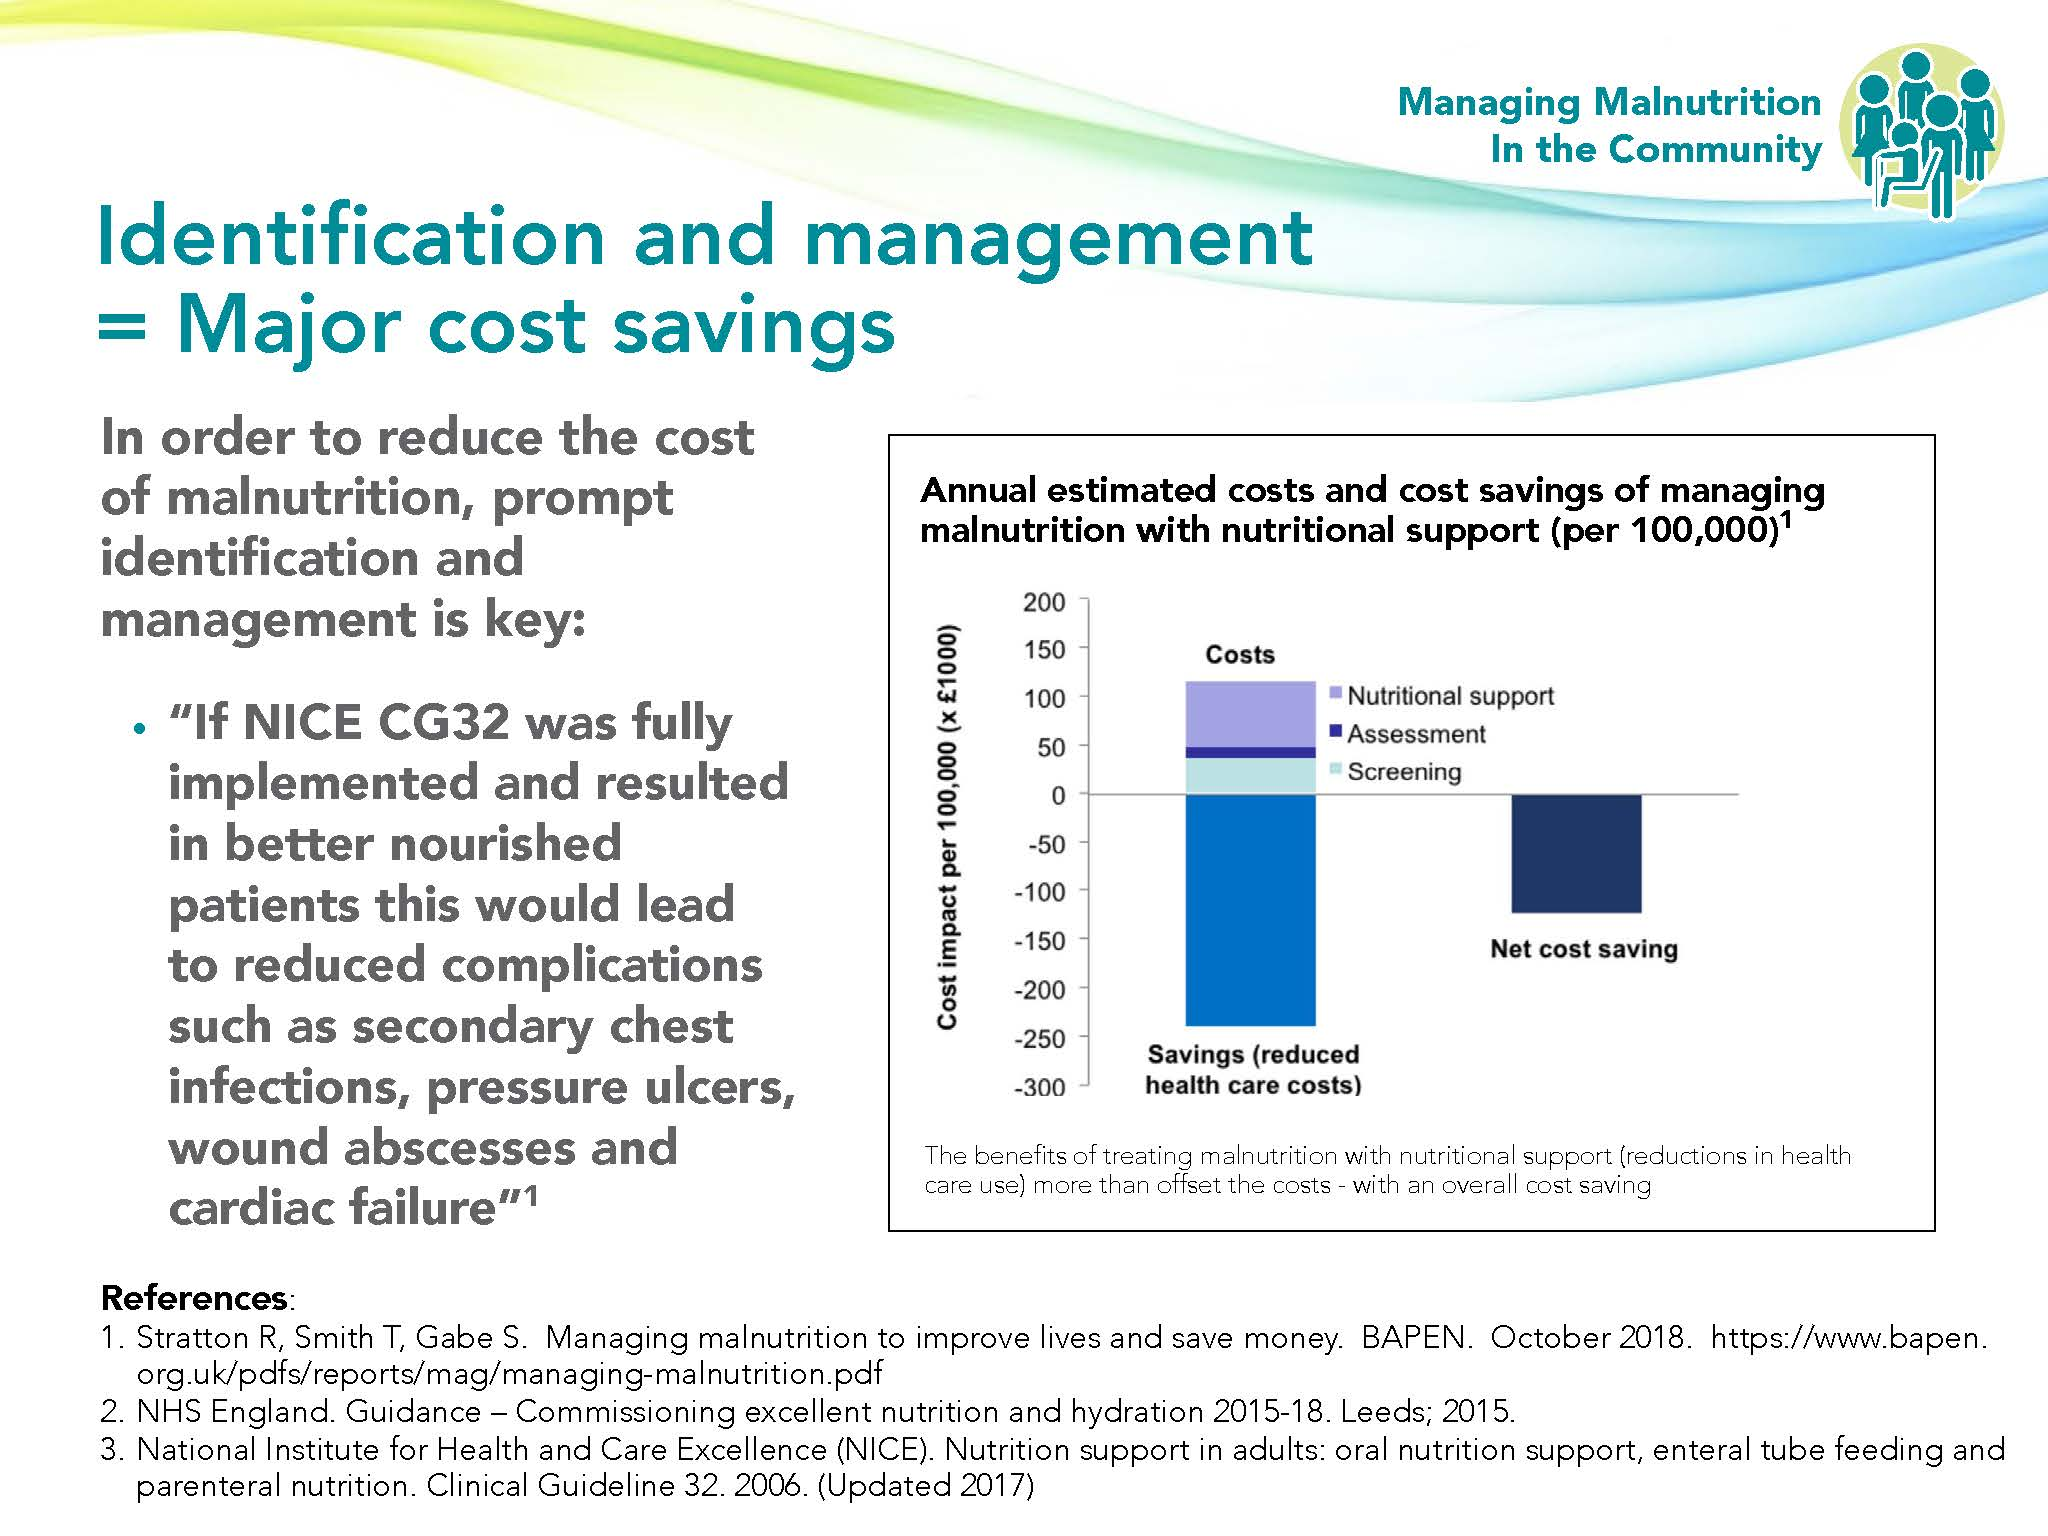 Managing Malnutrition
In the Community
Identification and management
= Major cost savings
In order to reduce the cost
of malnutrition, prompt
identification and
management is key:
• “If NICE CG32 was fully
implemented and resulted
in better nourished
patients this would lead
to reduced complications
such as secondary chest
infections, pressure ulcers,
wound abscesses and
cardiac failure”1
Annual estimated costs and cost savings of managing
malnutrition with nutritional support (per 100,000)1
Cost impact per 100,000 (x £1000)
200
150
100
50
0
-50
-100
-150
-200
-250
-300
Costs
Nutritional support
Assessment
Screening
Net cost saving
Savings (reduced
health care costs)
The benefits of treating malnutrition with nutritional support (reductions in health
care use) more than offset the costs - with an overall cost saving
References:
1. Stratton R, Smith T, Gabe S. Managing malnutrition to improve lives and save money. BAPEN. October 2018. https://www.bapen.
org.uk/pdfs/reports/mag/managing-malnutrition.pdf
2. NHS England. Guidance – Commissioning excellent nutrition and hydration 2015-18. Leeds; 2015.
3. National Institute for Health and Care Excellence (NICE). Nutrition support in adults: oral nutrition support, enteral tube feeding and
parenteral nutrition. Clinical Guideline 32. 2006. (Updated 2017)